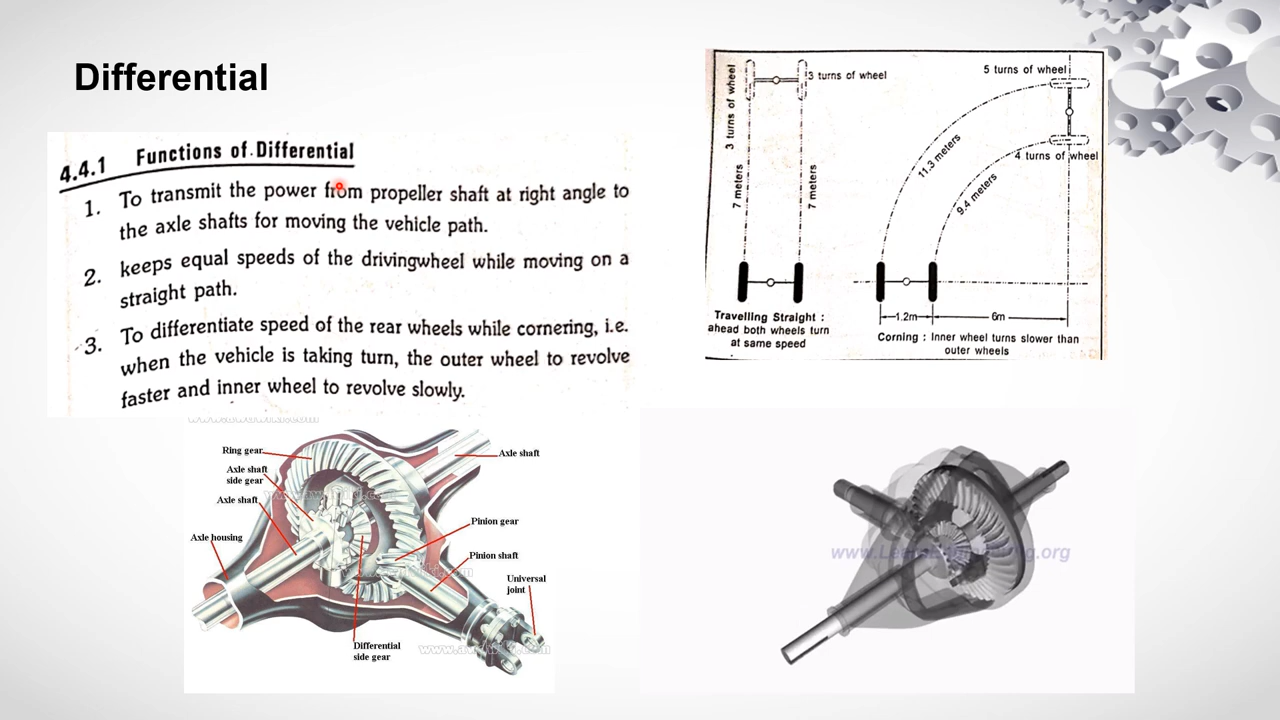 Differential
4.4.1 Functions of Differential
1. To transmit the power from propeller shaft at right angle to
the axle shafts for moving the vehicle path.
2. keeps equal speeds of the drivingwheel while moving on a
straight path.
3. To differentiate speed of the rear wheels while cornering, i.e.
when the vehicle is taking turn, the outer wheel to revolve
faster and inner wheel to revolve slowly.
3 turns of wheel
3 turns of wheel
7 meters
7 meters
Travelling Straight :
ahead both wheels turn
at same speed
5 turns of wheel
4 turns of wheel
11.3 meters
9.4 meters
1.2m
6m
Corning : Inner wheel turns slower than
outer wheels
Ring gear
Axle shaft
side gear
Axle shaft
Axle housing
Axle shaft
Pinion gear
Pinion shaft
Universal
joint
Differential
side gear